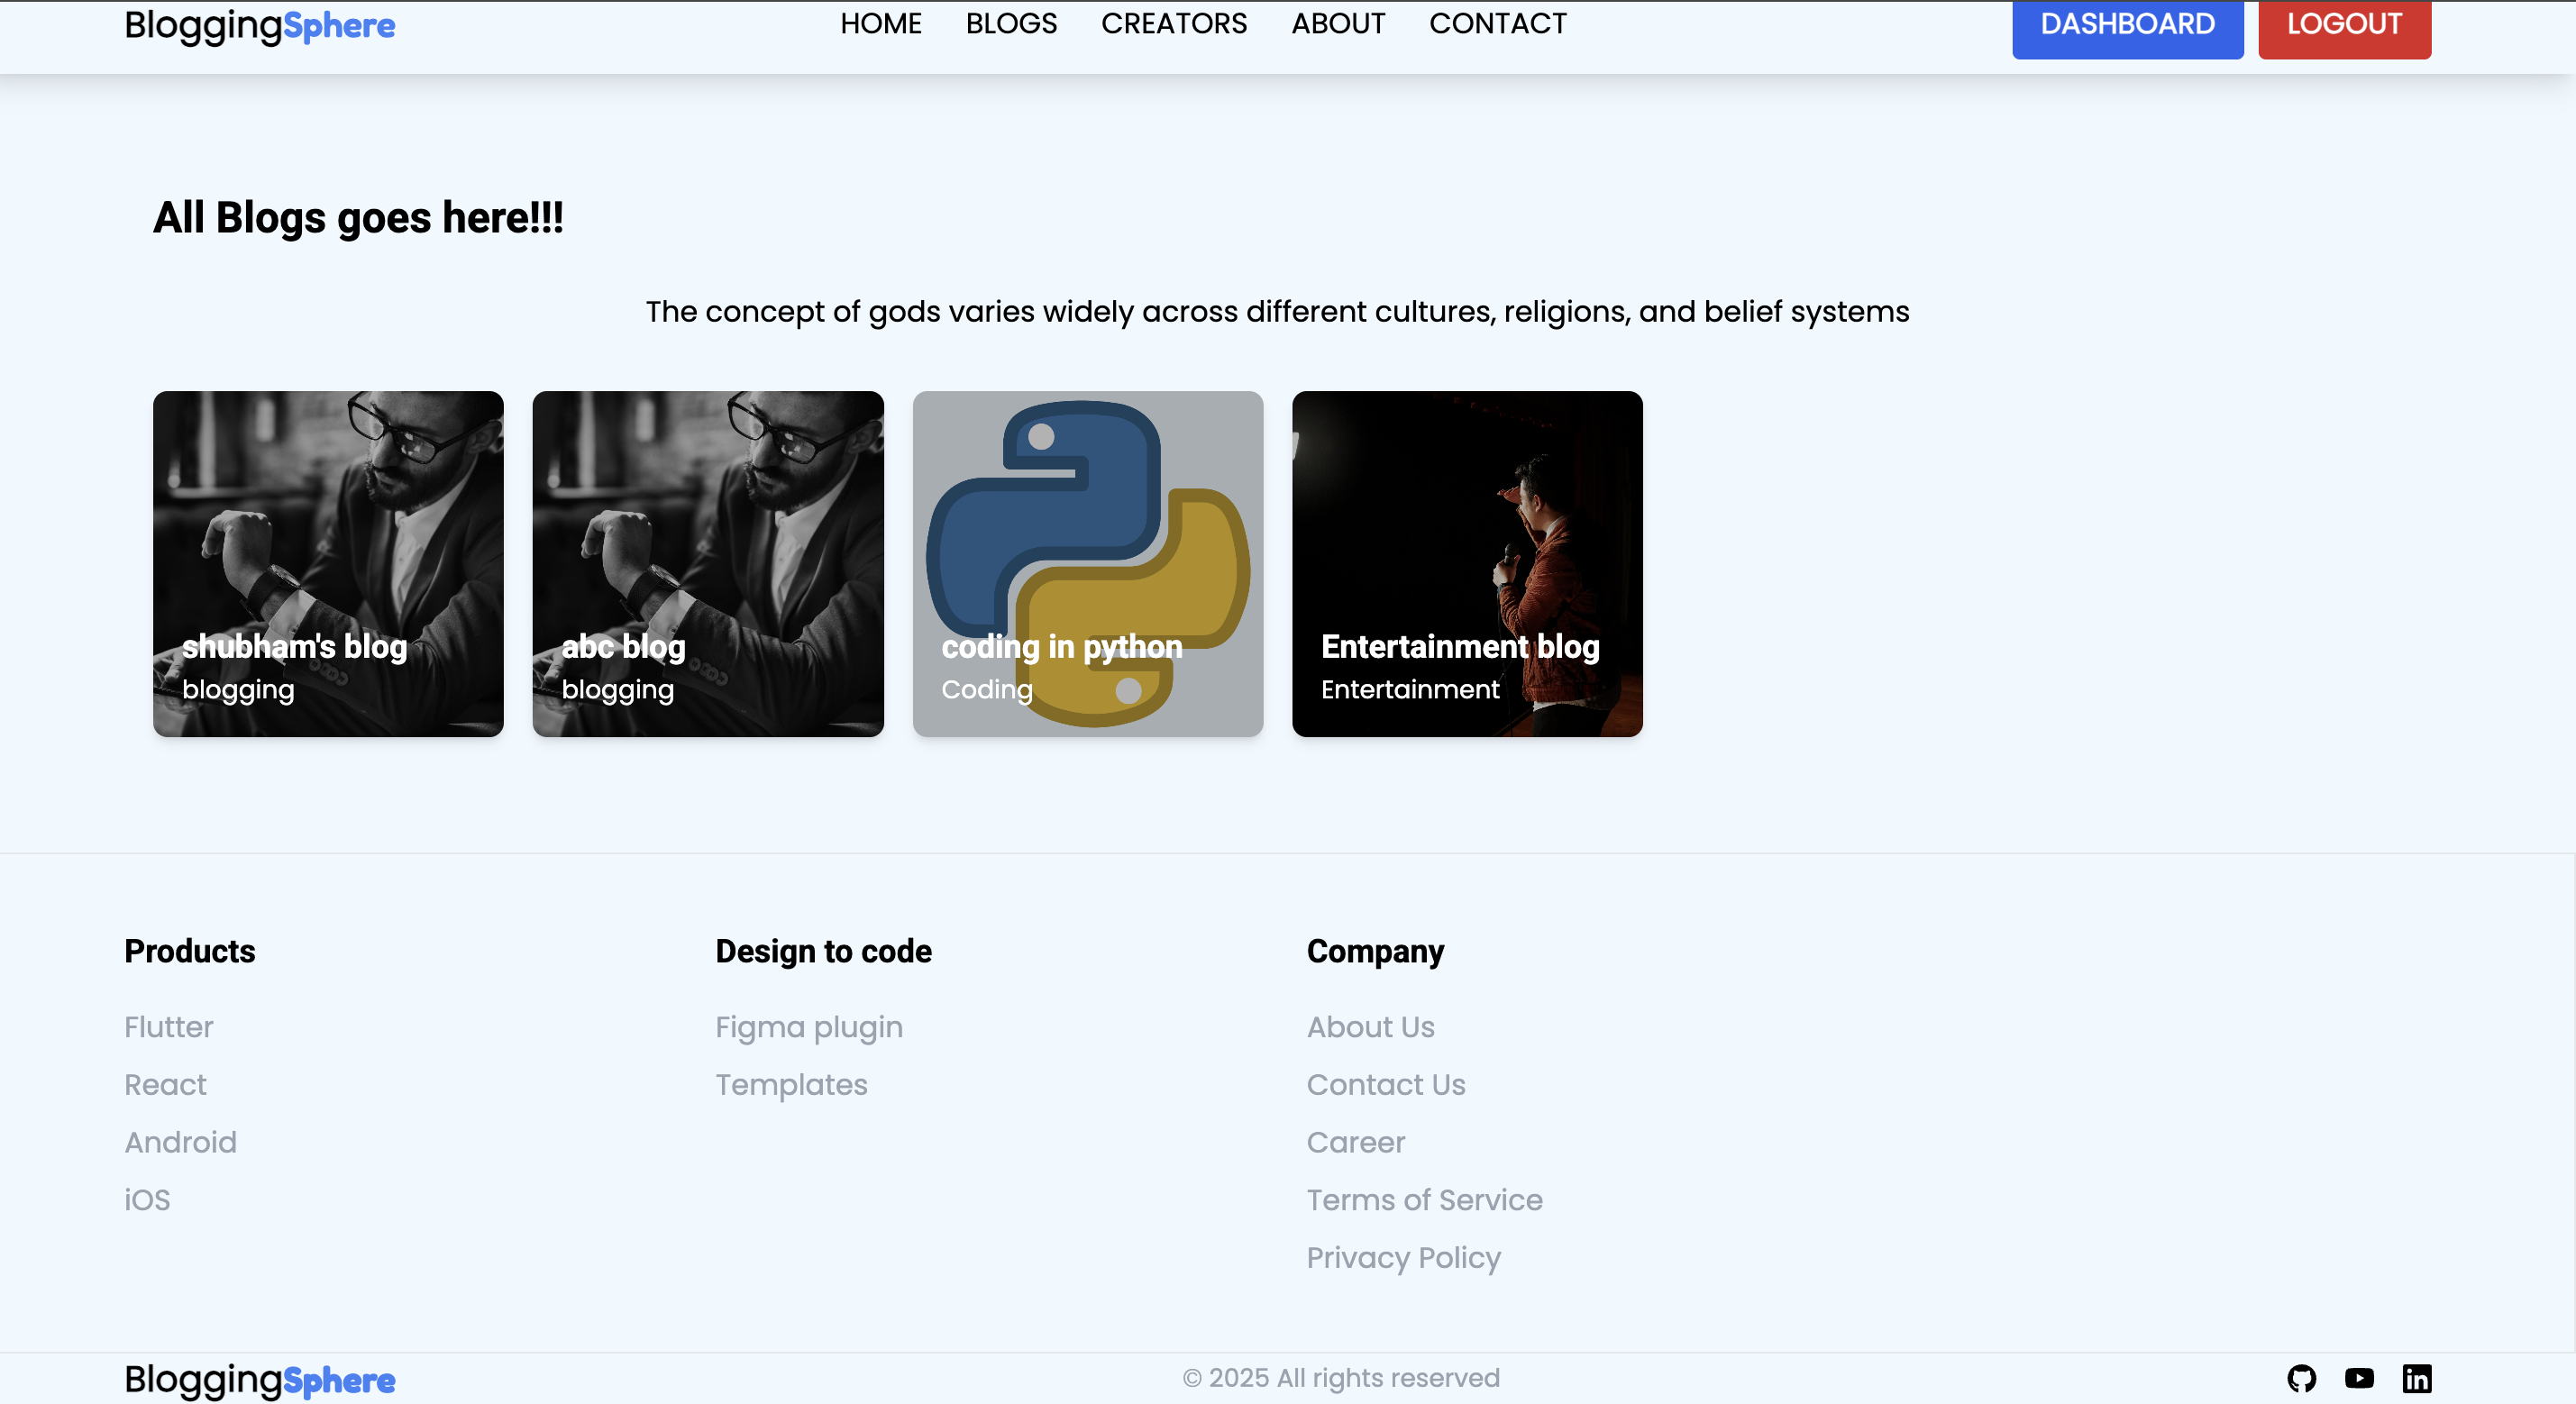 BloggingSphere
HOME BLOGS CREATORS ABOUT CONTACT
DASHBOARD LOGOUT
All Blogs goes here!!!
The concept of gods varies widely across different cultures, religions, and belief systems
shubham's blog
blogging
abc blog
blogging
coding in python
Coding
Entertainment blog
Entertainment
Products
Flutter
React
Android
iOS
Design to code
Figma plugin
Templates
Company
About Us
Contact Us
Career
Terms of Service
Privacy Policy
BloggingSphere
© 2025 All rights reserved
in